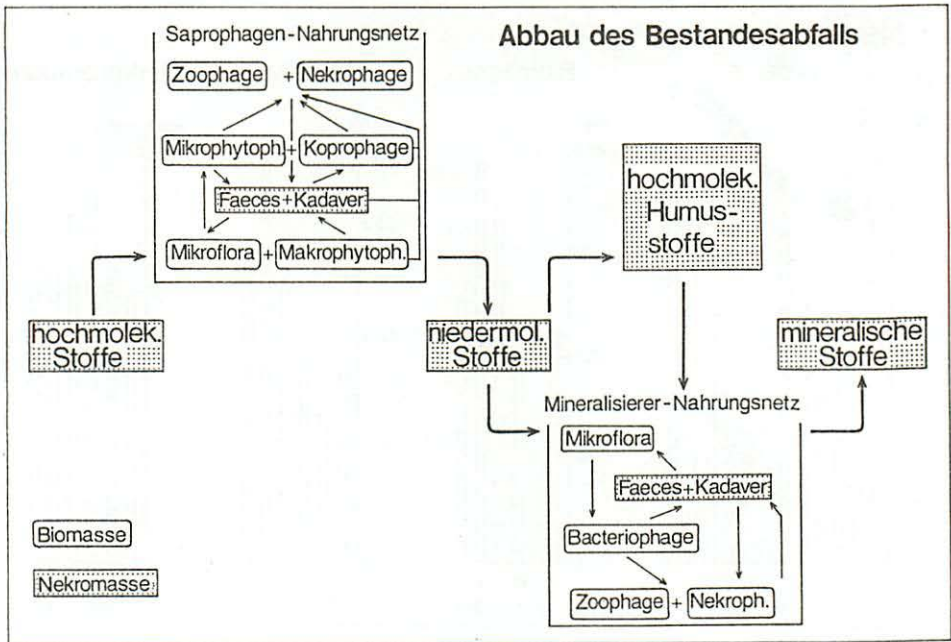 Abbau des Bestandesabfalls
Saprophagen-Nahrungsnetz
Zoophage + Nekrophage
Mikrophytoph. + Koprophage
Faeces+Kadaver
Mikroflora + Makrophytoph.
hochmolek.
Stoffe
niedermol.
Stoffe
hochmolek.
Humus-
stoffe
mineralische
Stoffe
Mineralisierer-Nahrungsnetz
Mikroflora
Faeces+Kadaver
Bacteriophage
Zoophage + Nekroph.
Biomasse
Nekromasse